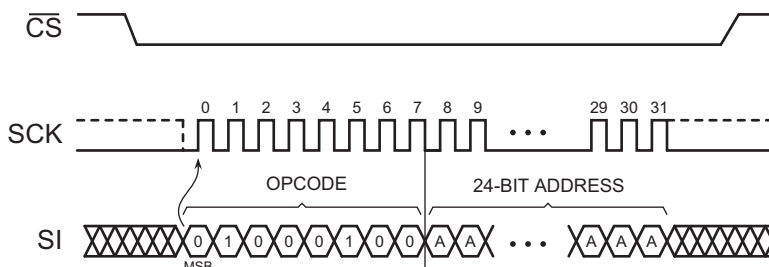 CS
0 1 2 3 4 5 6 7 8 9 29 30 31
SCK
OPCODE 24-BIT ADDRESS
SI 0 1 0 0 0 1 0 0 A A A A A
MSB